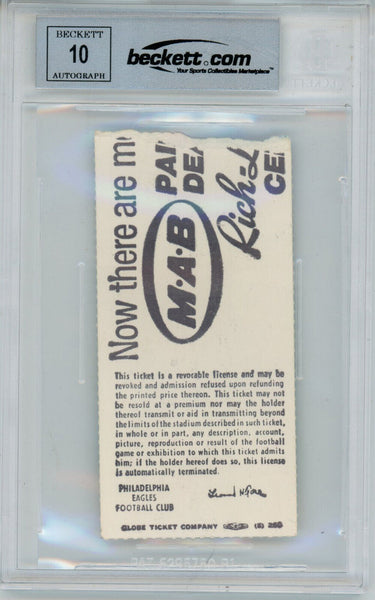 BECKETT
10
AUTOGRAPH
beckett.com
Your Sports Collectibles Marketplace™
Now there are m
M·A·B
PAI
DEA
Rich-L
CE
This ticket is a revocable license and may be
revoked and admission refused upon refunding
the printed price thereon. This ticket may not
be resold at a premium nor may the holder
thereof transmit or aid in transmitting beyond
the limits of the stadium described in such ticket,
in whole or in part, any description, account,
picture, reproduction or result of the football
game or exhibition to which this ticket admits
him; if the holder hereof does so, this license
is automatically terminated.
PHILADELPHIA
EAGLES
FOOTBALL CLUB
GLOBE TICKET COMPANY (5) 286